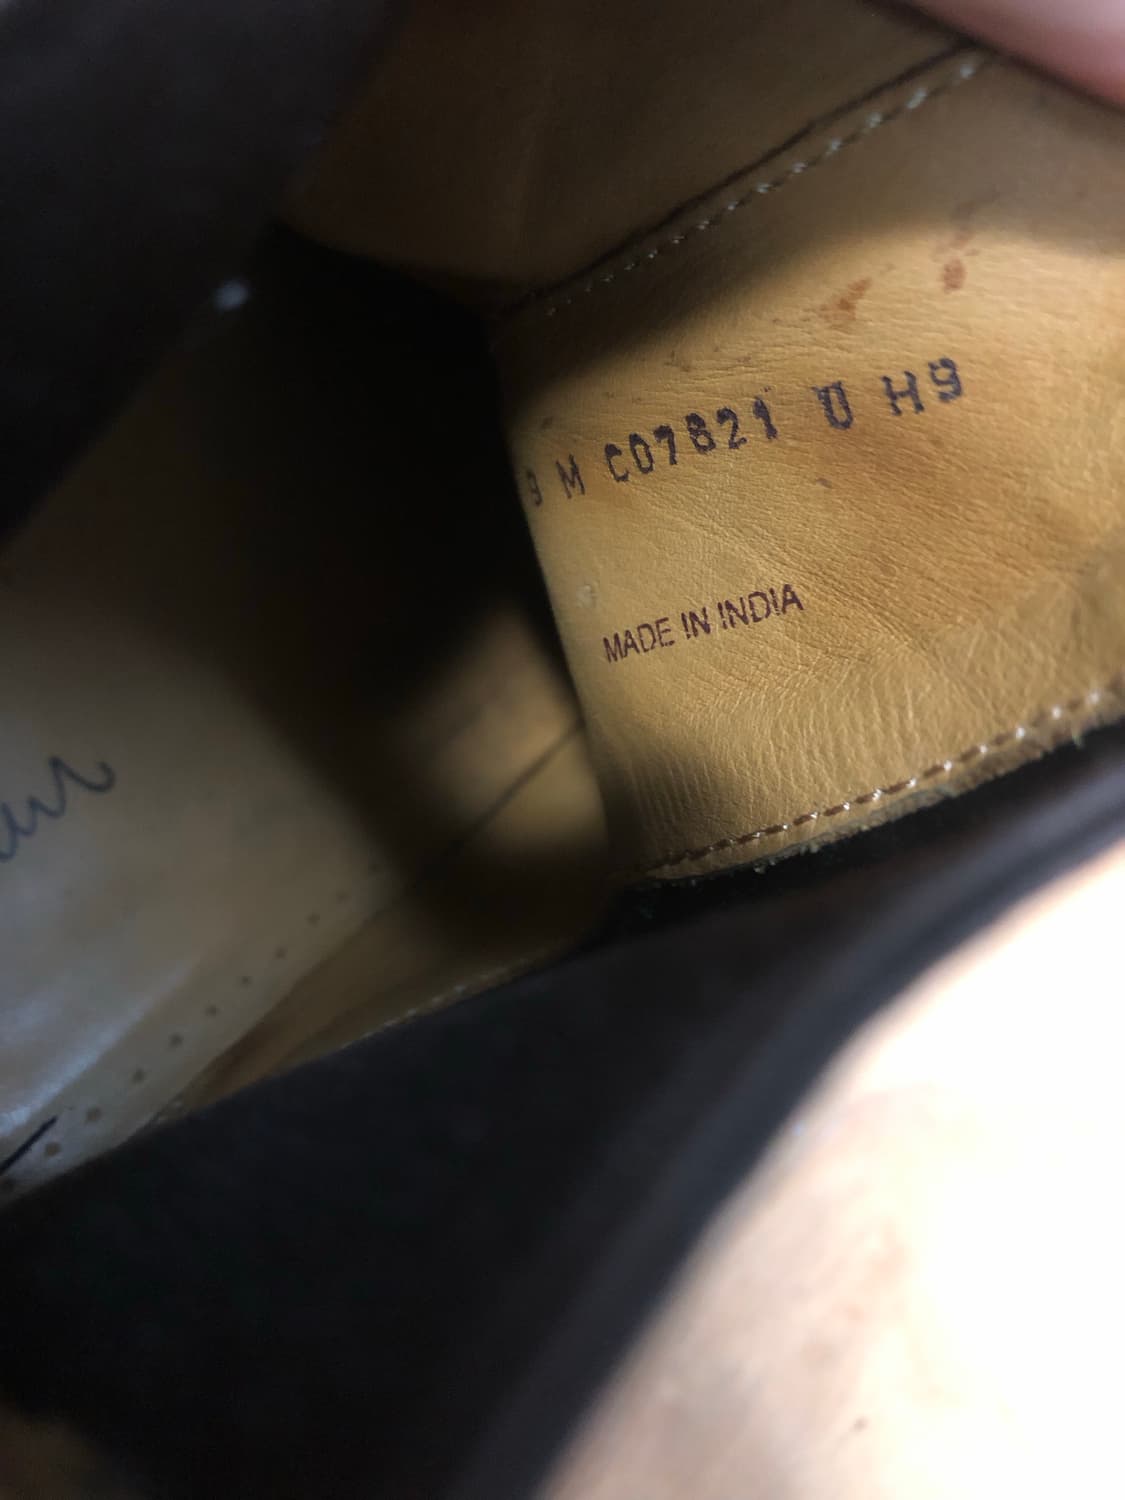 9 M C07821 U H9
MADE IN INDIA